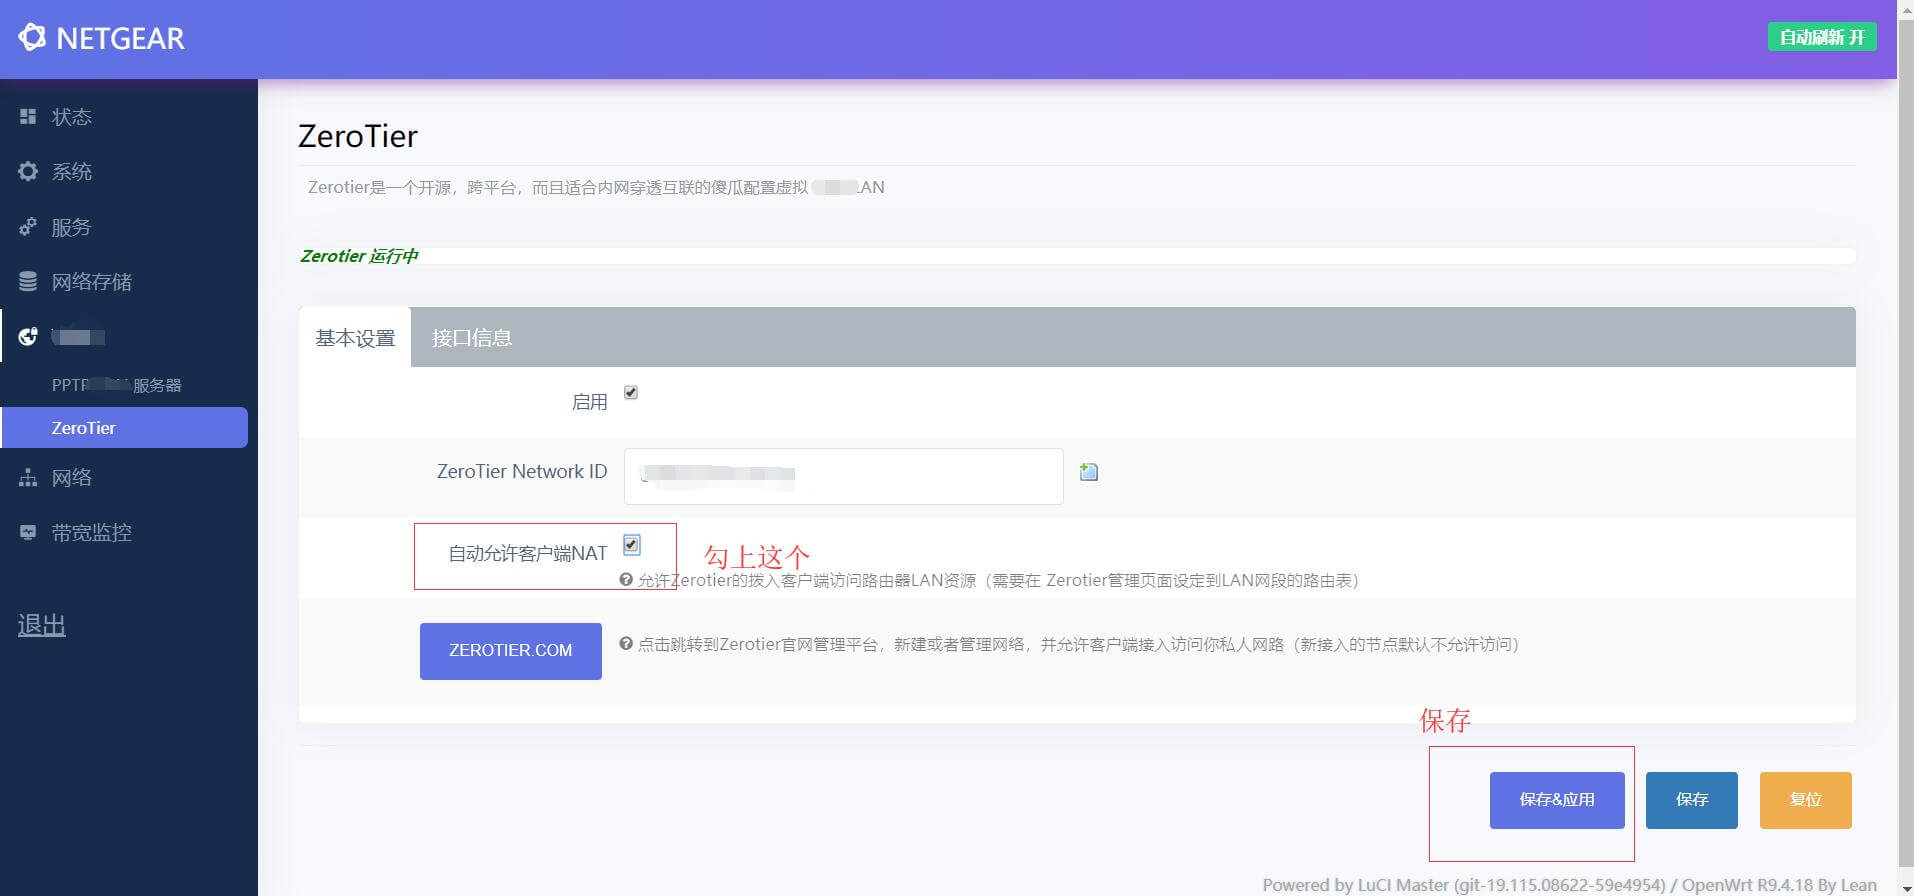 NETGEAR
自动刷新 开
状态
系统
服务
网络存储
PPTP 服务器
ZeroTier
网络
带宽监控
退出
ZeroTier
Zerotier是一个开源，跨平台，而且适合内网穿透互联的傻瓜配置虚拟 LAN
Zerotier 运行中
基本设置
接口信息
启用
ZeroTier Network ID
自动允许客户端NAT
勾上这个
允许Zerotier的拨入客户端访问路由器LAN资源（需要在 Zerotier管理页面设定到LAN网段的路由表）
ZEROTIER.COM
点击跳转到Zerotier官网管理平台，新建或者管理网络，并允许客户端接入访问你私人网路（新接入的节点默认不允许访问）
保存
保存&应用
保存
复位
Powered by LuCI Master (git-19.115.08622-59e4954) / OpenWrt R9.4.18 By Lean